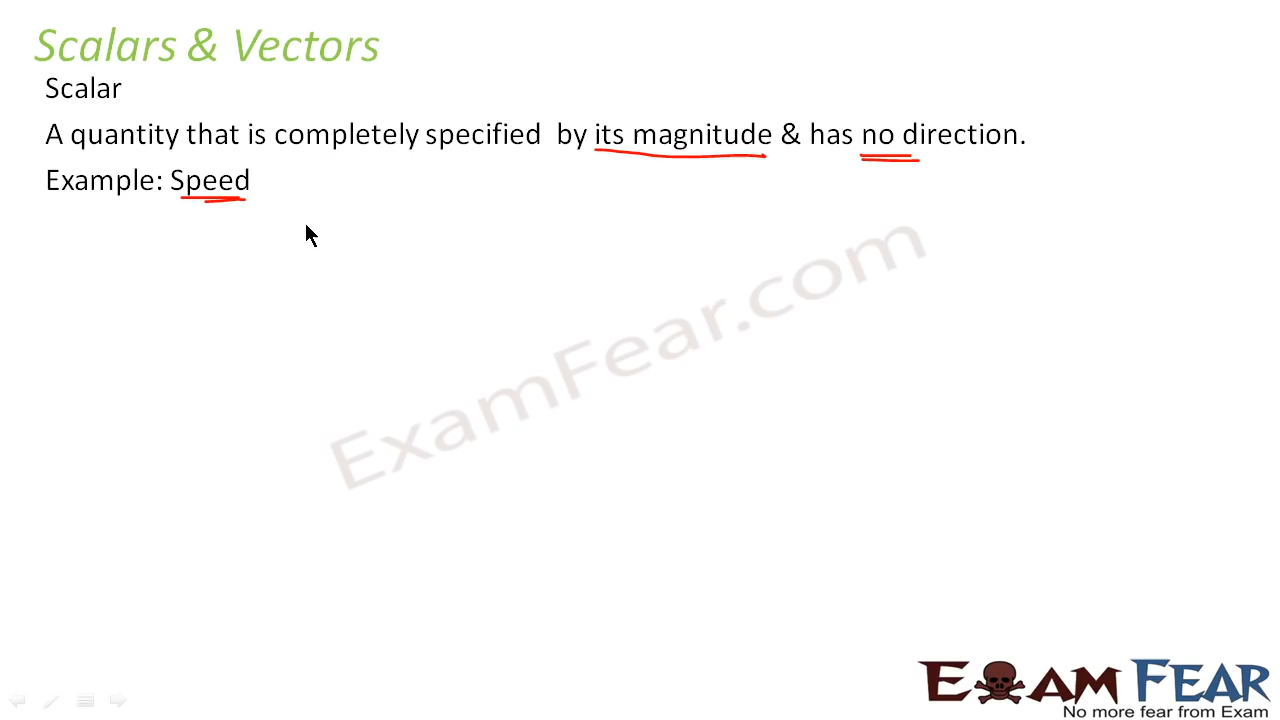 Scalars & Vectors
Scalar
A quantity that is completely specified by its magnitude & has no direction.
Example: Speed
ExamFear.com
EXAM FEAR
No more fear from Exam